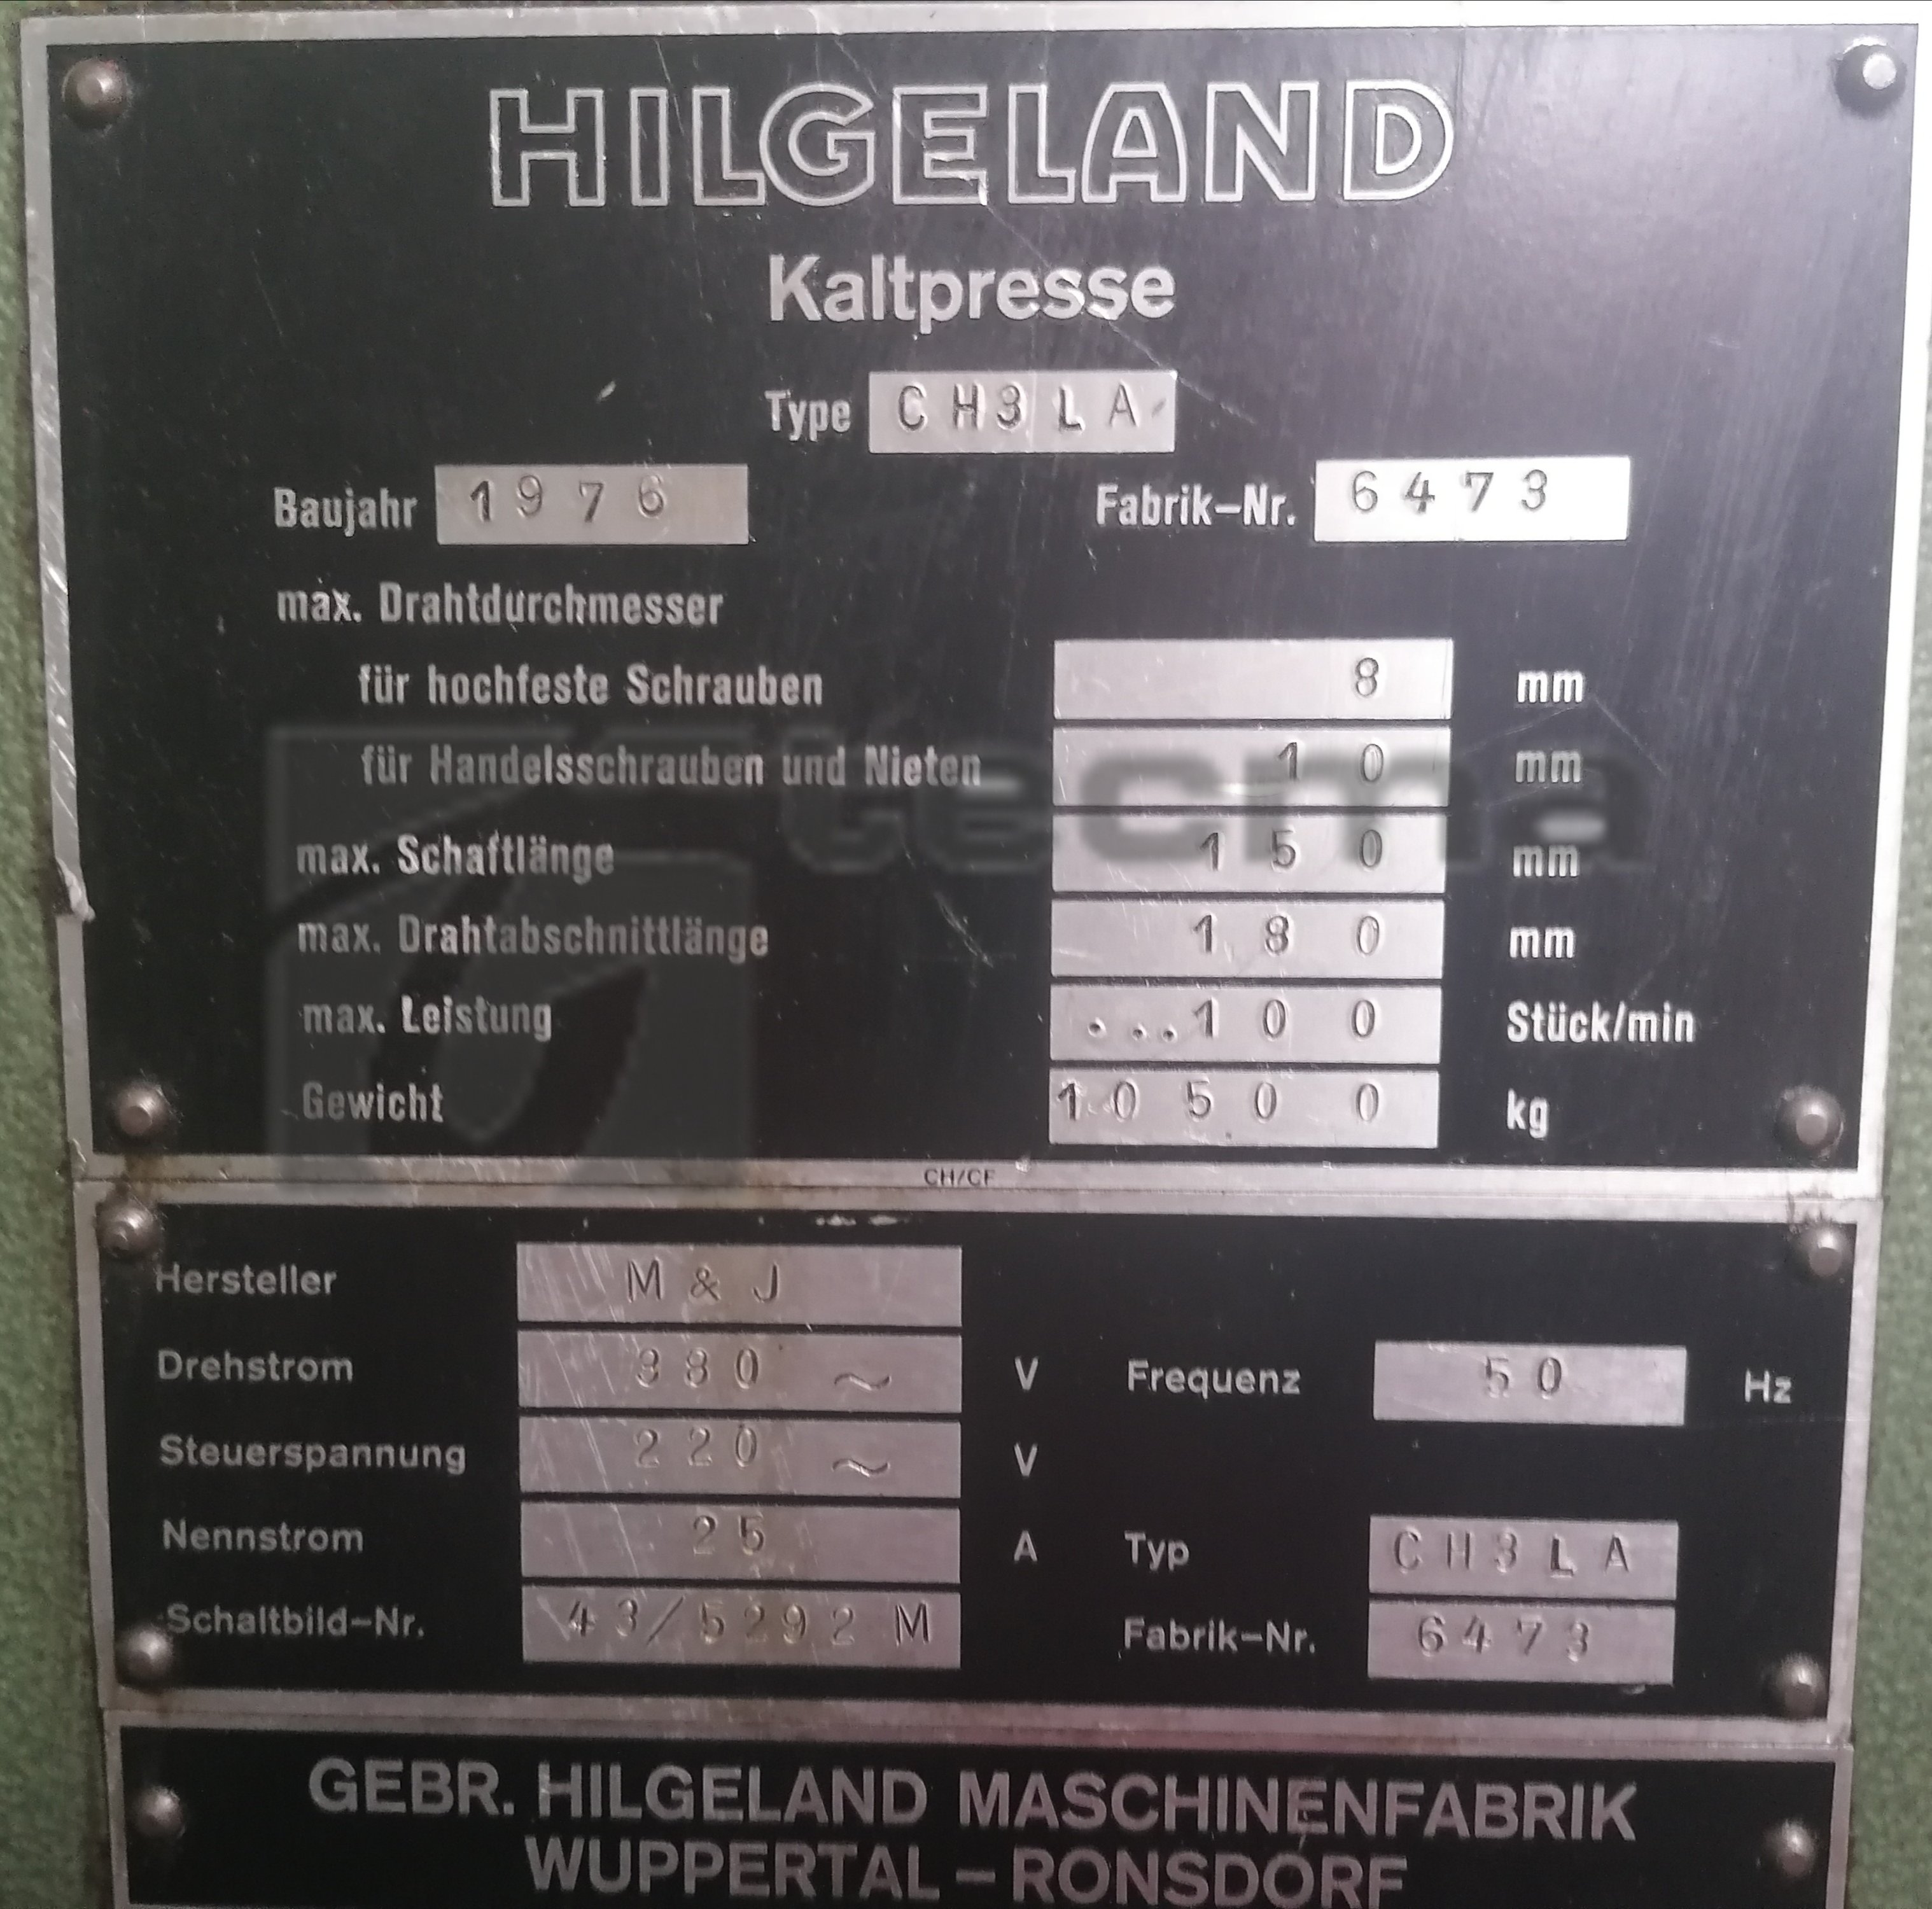 HILGELAND
Kaltpresse
Type CH3LA
Baujahr 1976 Fabrik-Nr. 6473
max. Drahtdurchmesser
für hochfeste Schrauben 8 mm
für Handelsschrauben und Nieten 10 mm
tecma
max. Schaftlänge 150 mm
max. Drahtabschnittlänge 180 mm
max. Leistung ...100 Stück/min
Gewicht 10500 kg
CH/CF
Hersteller M & J
Drehstrom 380 ~ V Frequenz 50 Hz
Steuerspannung 220 ~ V
Nennstrom 25 A Typ CH3LA
Schaltbild-Nr. 43/5292 M Fabrik-Nr. 6473
GEBR. HILGELAND MASCHINENFABRIK
WUPPERTAL-RONSDORF